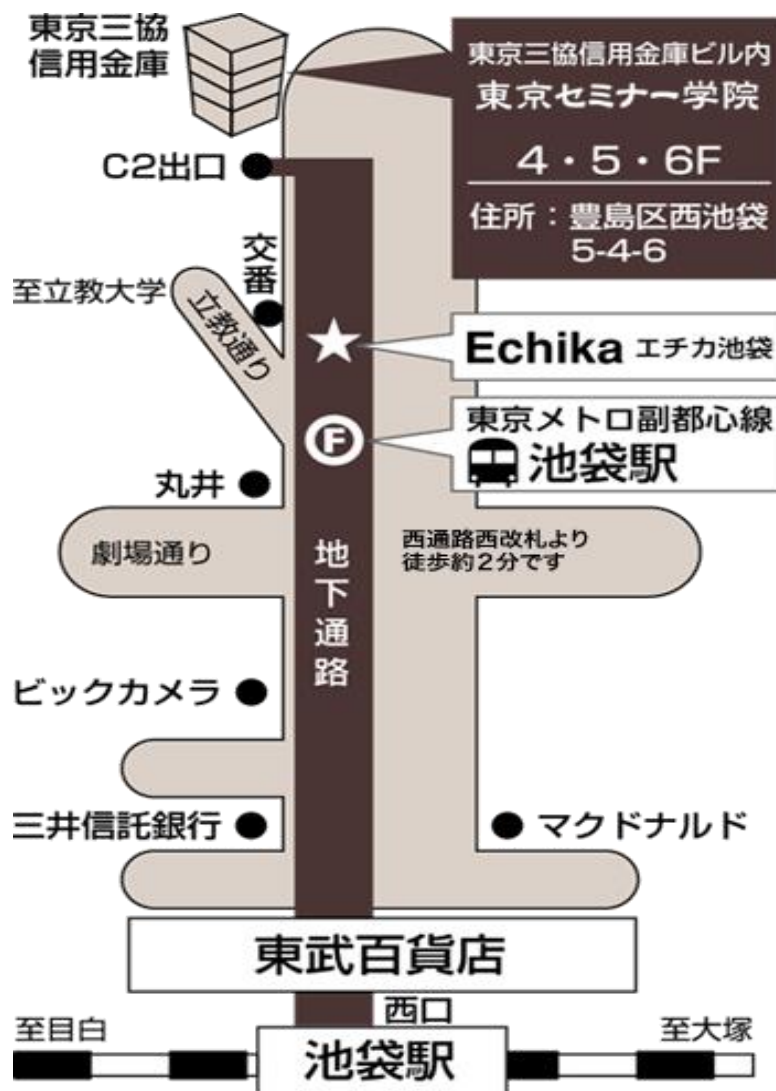 東京三協
信用金庫
東京三協信用金庫ビル内
東京セミナー学院
4・5・6F
住所：豊島区西池袋
5-4-6
C2出口
交番
至立教大学
立教通り
Echika エチカ池袋
F
東京メトロ副都心線
池袋駅
丸井
劇場通り
地下通路
西通路西改札より
徒歩約2分です
ビックカメラ
三井信託銀行
マクドナルド
東武百貨店
西口
至目白
池袋駅
至大塚